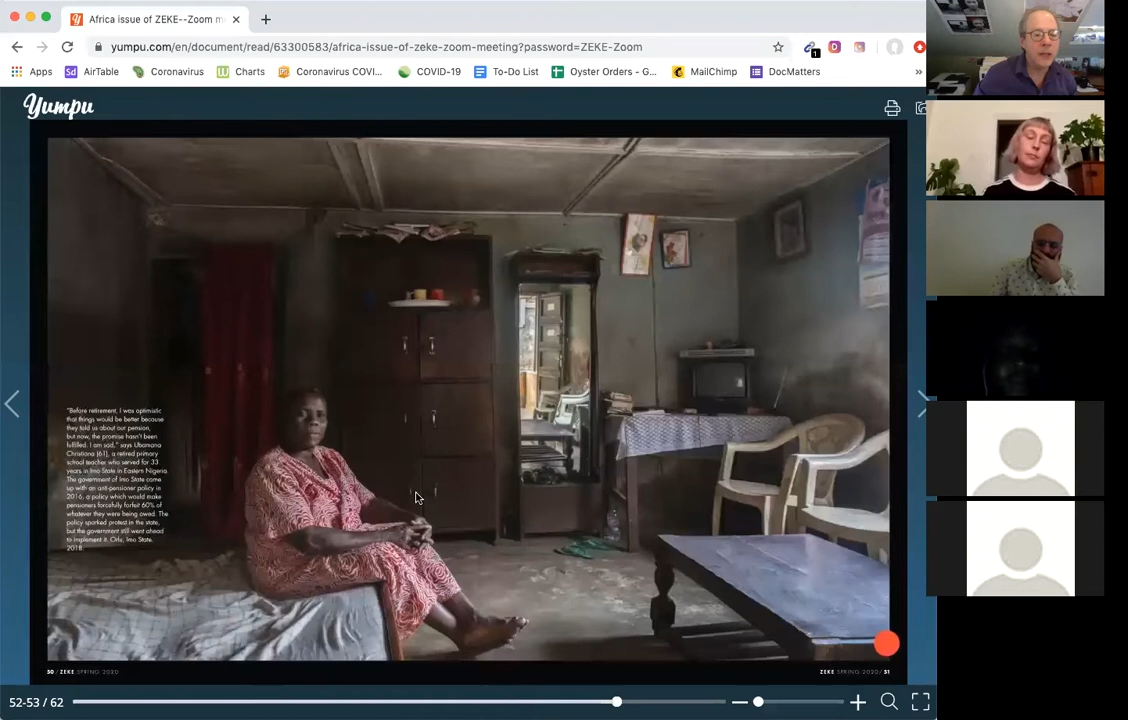 Africa issue of ZEKE--Zoom m
yumpu.com/en/document/read/63300583/africa-issue-of-zeke-zoom-meeting?password=ZEKE-Zoom
Apps AirTable Coronavirus Charts Coronavirus COVI... COVID-19 To-Do List Oyster Orders - G... MailChimp DocMatters »
Yumpu
"Before retirement, I was optimistic
that things would be better because
they told us about our pension,
but now, the promise hasn't been
fulfilled. I am sad," says Ubamana
Christiana (61), a retired primary
school teacher who served for 33
years in Imo State in Eastern Nigeria.
The government of Imo State came
up with an anti-pensioner policy in
2016, a policy which would make
pensioners forcefully forfeit 60% of
whatever they were being owed. The
policy sparked protest in the state,
but the government still went ahead
to implement it. Orlu, Imo State.
2018.
50 / ZEKE SPRING 2020
ZEKE SPRING 2020/ 51
52-53 / 62